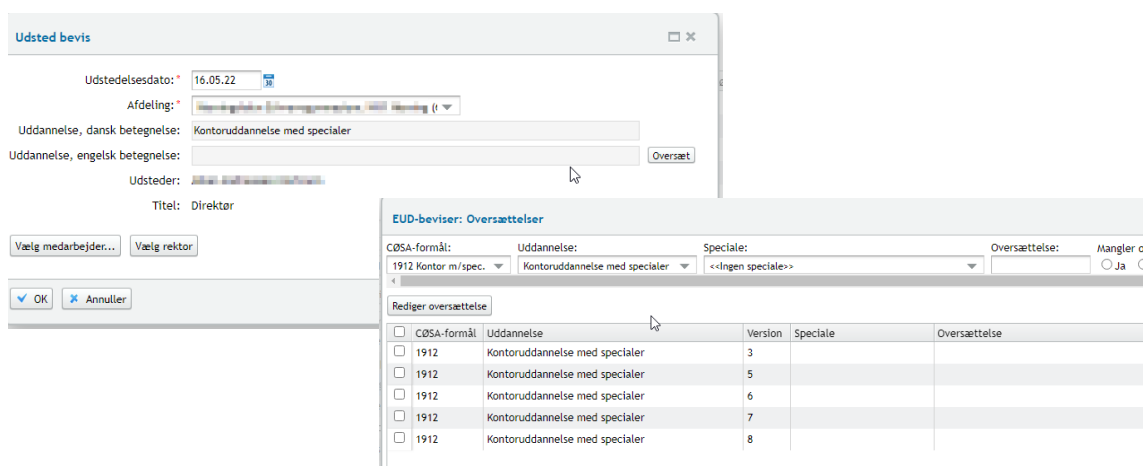 Udsted bevis
Udstedelsesdato:* 16.05.22 30
Afdeling:*
Uddannelse, dansk betegnelse: Kontoruddannelse med specialer
Uddannelse, engelsk betegnelse: Oversæt
Udsteder:
Titel: Direktør
Vælg medarbejder... Vælg rektor
OK Annuller
EUD-beviser: Oversættelser
CØSA-formål: Uddannelse: Speciale: Oversættelse: Mangler o
1912 Kontor m/spec. Kontoruddannelse med specialer <<Ingen speciale>> Ja
Rediger oversættelse
CØSA-formål Uddannelse Version Speciale Oversættelse
1912 Kontoruddannelse med specialer 3
1912 Kontoruddannelse med specialer 5
1912 Kontoruddannelse med specialer 6
1912 Kontoruddannelse med specialer 7
1912 Kontoruddannelse med specialer 8